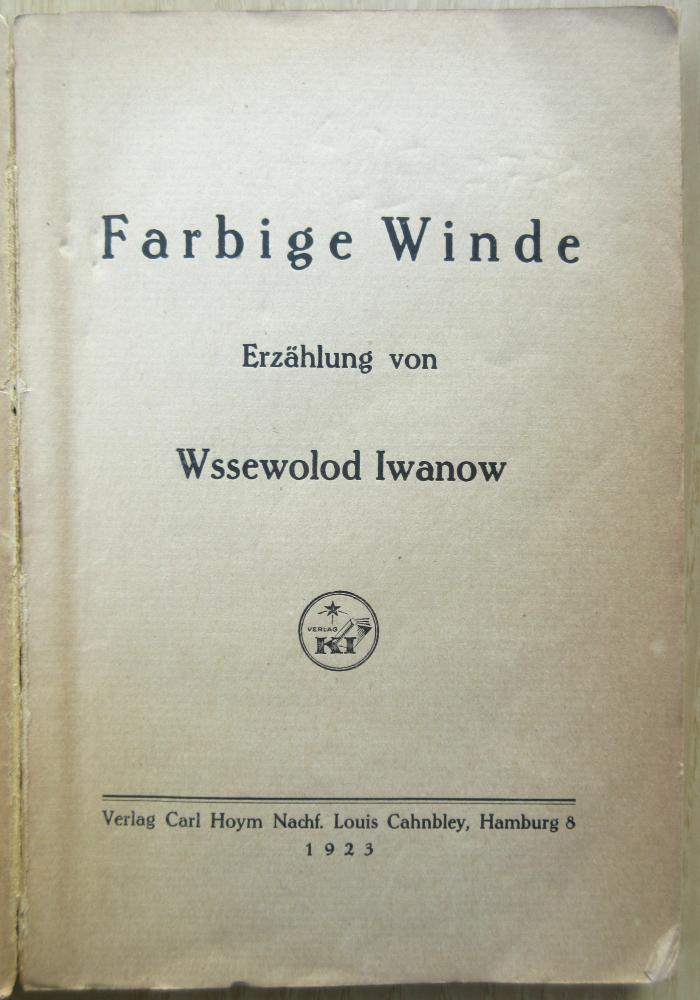 Farbige Winde
Erzählung von
Wssewolod Iwanow
VERLAG
KI
Verlag Carl Hoym Nachf. Louis Cahnbley, Hamburg 8
1923